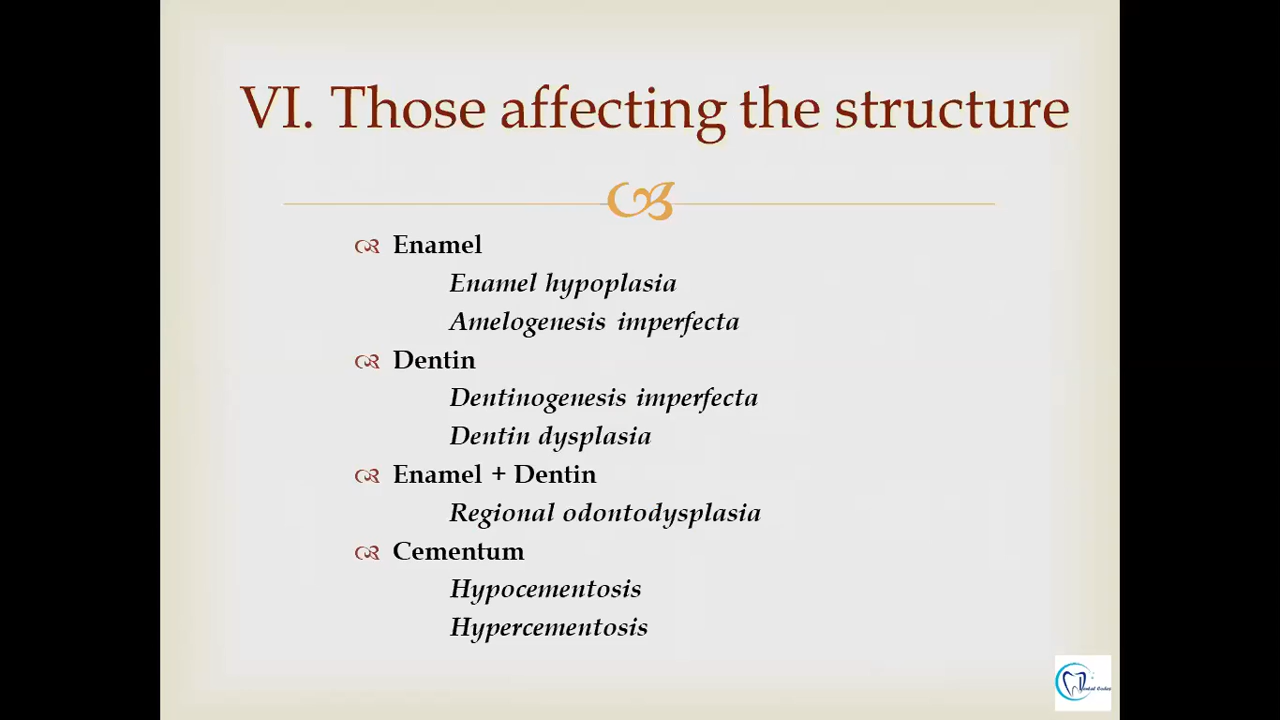 VI. Those affecting the structure
Enamel
Enamel hypoplasia
Amelogenesis imperfecta
Dentin
Dentinogenesis imperfecta
Dentin dysplasia
Enamel + Dentin
Regional odontodysplasia
Cementum
Hypocementosis
Hypercementosis